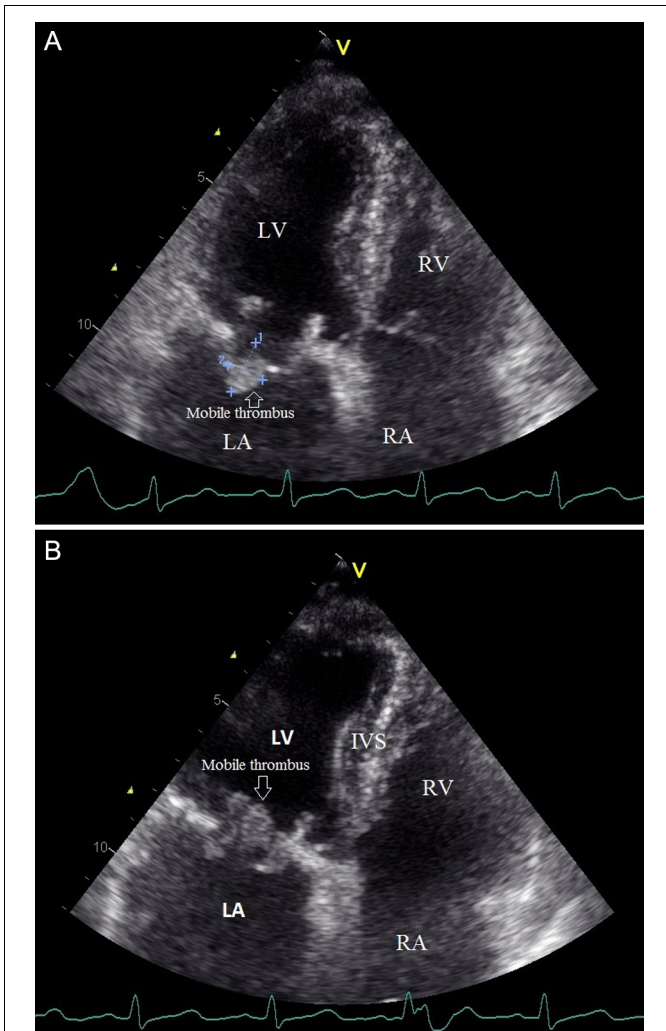 A
V
5
LV
RV
10
1
2
Mobile thrombus
LA
RA
B
V
5
LV
IVS
Mobile thrombus
RV
10
LA
RA